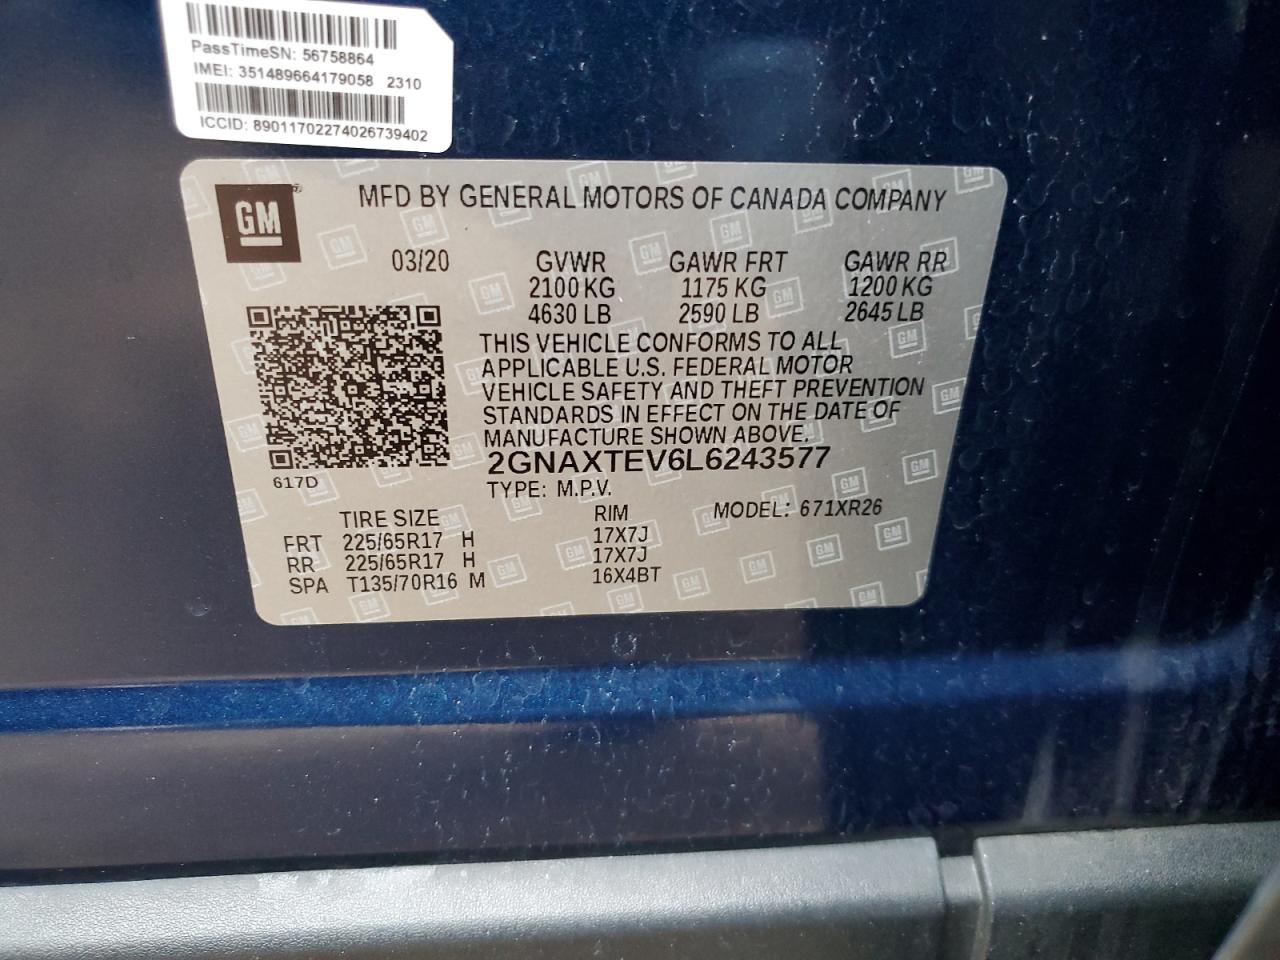 PassTimeSN: 56758864
IMEI: 351489664179058 2310
ICCID: 89011702274026739402
GM
MFD BY GENERAL MOTORS OF CANADA COMPANY
03/20 GVWR GAWR FRT GAWR RR
2100 KG 1175 KG 1200 KG
4630 LB 2590 LB 2645 LB
THIS VEHICLE CONFORMS TO ALL
APPLICABLE U.S. FEDERAL MOTOR
VEHICLE SAFETY AND THEFT PREVENTION
STANDARDS IN EFFECT ON THE DATE OF
MANUFACTURE SHOWN ABOVE.
2GNAXTEV6L6243577
617D
TYPE: M.P.V.
MODEL: 671XR26
TIRE SIZE RIM
FRT 225/65R17 H 17X7J
RR 225/65R17 H 17X7J
SPA T135/70R16 M 16X4BT